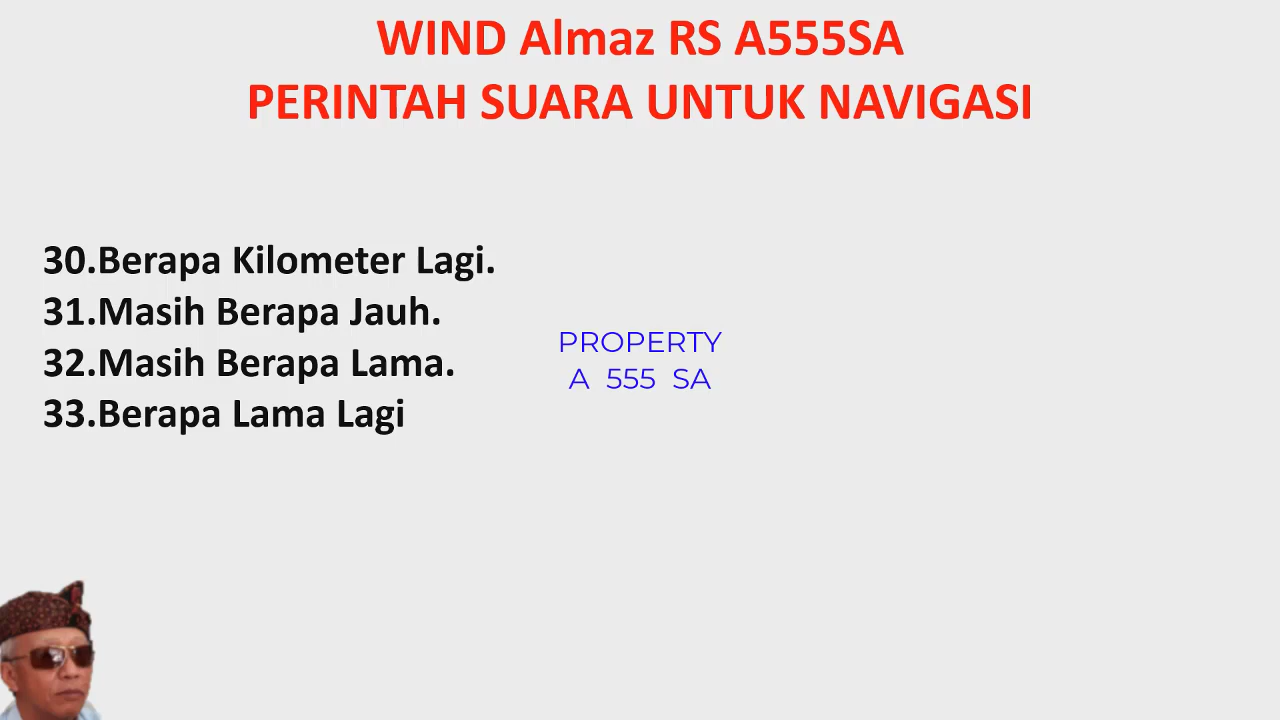 WIND Almaz RS A555SA
PERINTAH SUARA UNTUK NAVIGASI
30.Berapa Kilometer Lagi.
31.Masih Berapa Jauh.
32.Masih Berapa Lama.
33.Berapa Lama Lagi
PROPERTY
A 555 SA